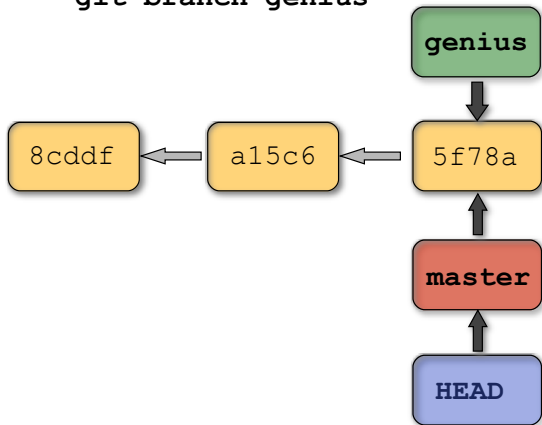 git branch genius
genius
8cddf
a15c6
5f78a
master
HEAD